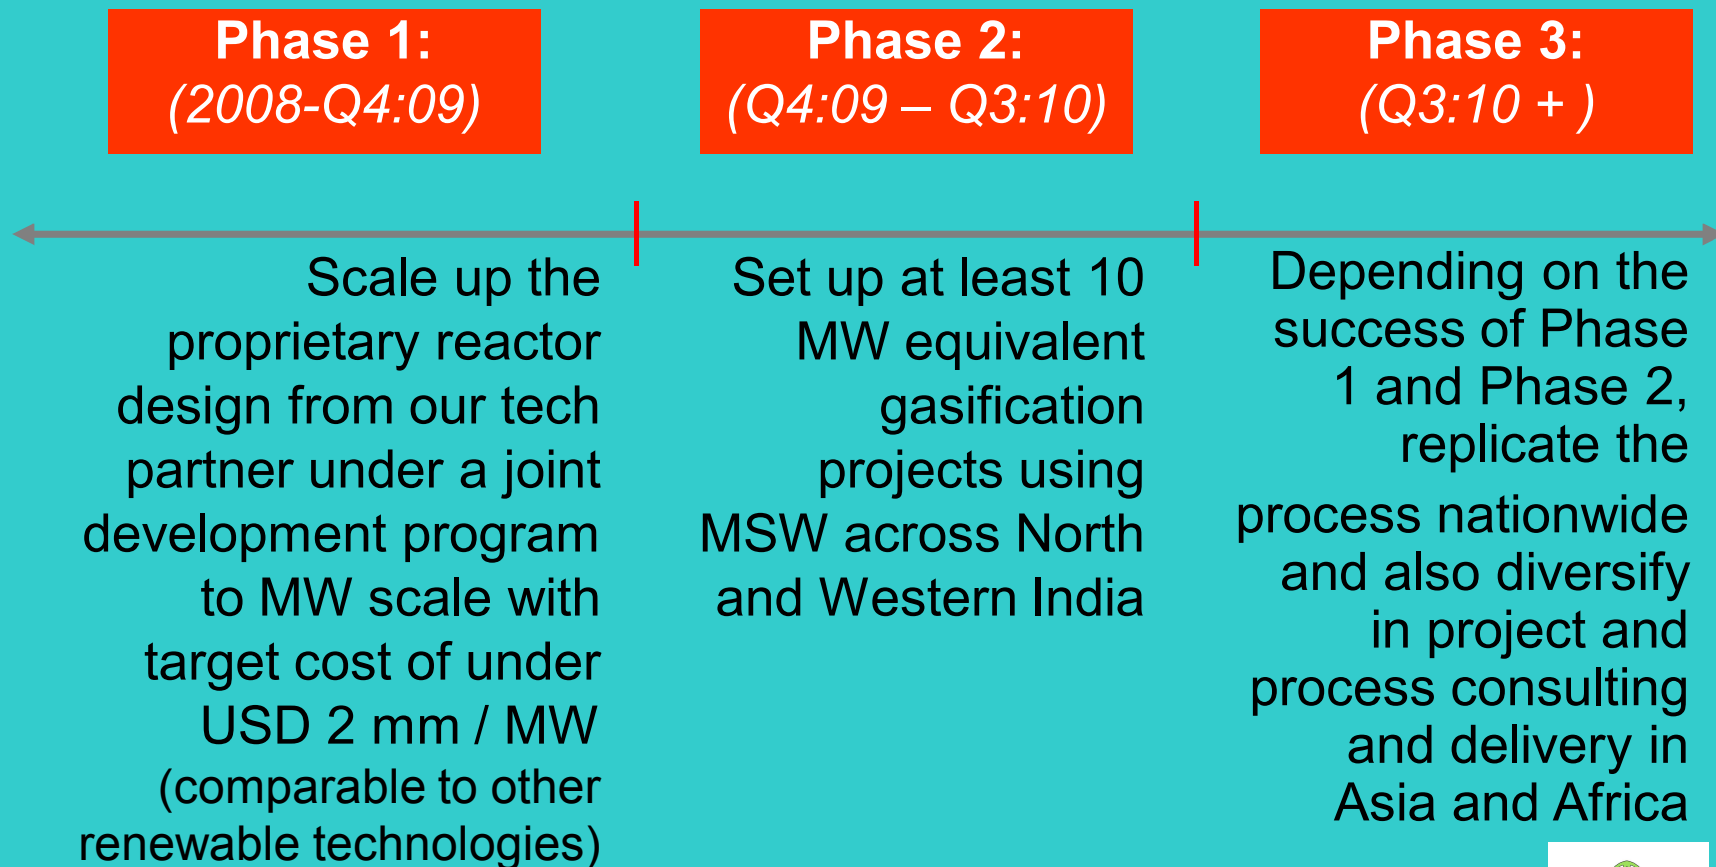 Phase 1:
(2008-Q4:09)
Phase 2:
(Q4:09 – Q3:10)
Phase 3:
(Q3:10 + )
Scale up the
proprietary reactor
design from our tech
partner under a joint
development program
to MW scale with
target cost of under
USD 2 mm / MW
(comparable to other
renewable technologies)
Set up at least 10
MW equivalent
gasification
projects using
MSW across North
and Western India
Depending on the
success of Phase
1 and Phase 2,
replicate the
process nationwide
and also diversify
in project and
process consulting
and delivery in
Asia and Africa